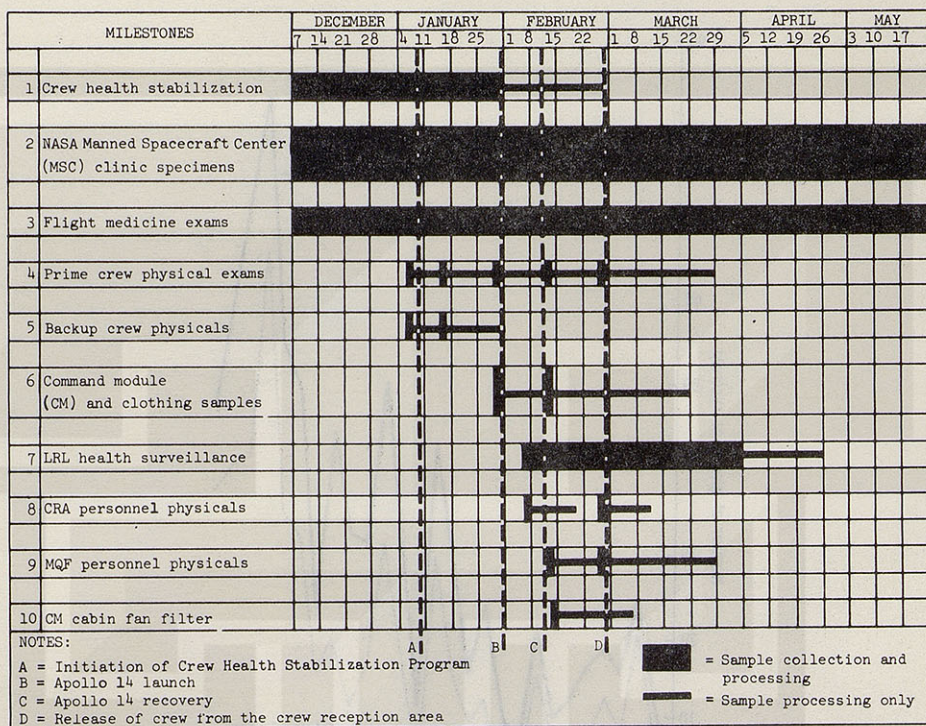 MILESTONES DECEMBER JANUARY FEBRUARY MARCH APRIL MAY
7 14 21 28 4 11 18 25 1 8 15 22 1 8 15 22 29 5 12 19 26 3 10 17
1 Crew health stabilization
2 NASA Manned Spacecraft Center
(MSC) clinic specimens
3 Flight medicine exams
4 Prime crew physical exams
5 Backup crew physicals
6 Command module
(CM) and clothing samples
7 LRL health surveillance
8 CRA personnel physicals
9 MQF personnel physicals
10 CM cabin fan filter
A B C D
NOTES:
A = Initiation of Crew Health Stabilization Program
B = Apollo 14 launch
C = Apollo 14 recovery
D = Release of crew from the crew reception area
= Sample collection and
processing
= Sample processing only